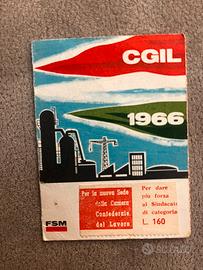 CGIL
1966
Per la nuova Sede
della Camera
Confederale
del Lavoro
Per dare
più forza
ai Sindacati
di categoria
L. 160
FSM